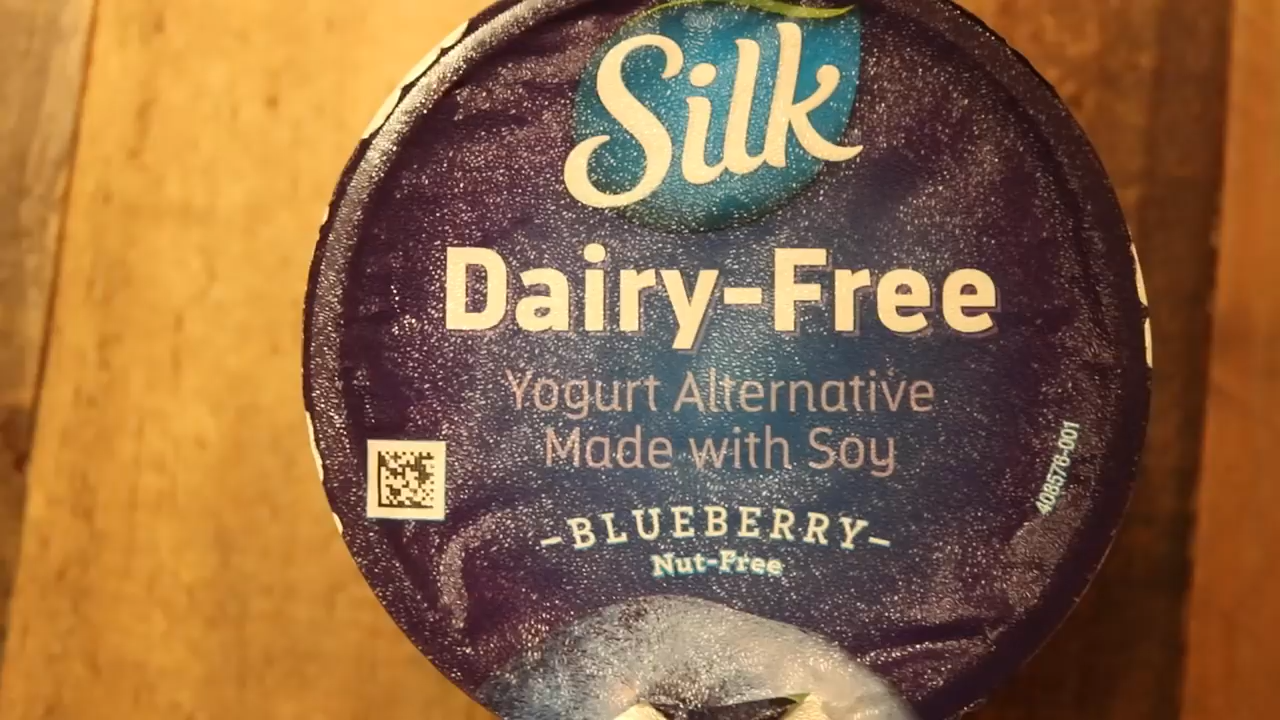 Silk
Dairy-Free
Yogurt Alternative
Made with Soy
-BLUEBERRY-
Nut-Free
408576-001